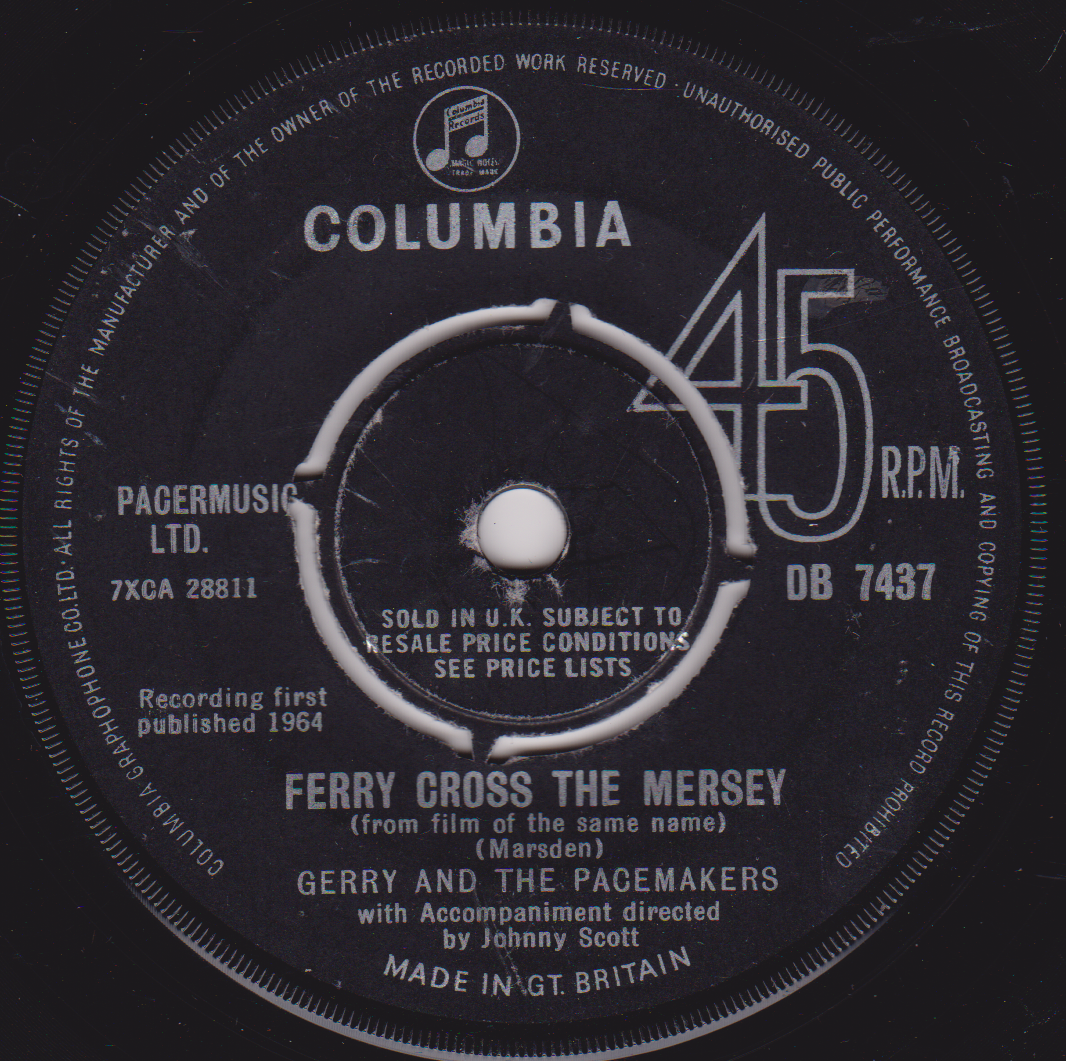 COLUMBIA GRAPHOPHONE CO. LTD. ALL RIGHTS OF THE MANUFACTURER AND OF THE OWNER OF THE RECORDED WORK RESERVED · UNAUTHORISED PUBLIC PERFORMANCE BROADCASTING AND COPYING OF THIS RECORD PROHIBITED
Columbia
Records
MAGIC NOTES
TRADE MARK
COLUMBIA
45
R.P.M.
PACERMUSIC
LTD.
7XCA 28811
DB 7437
SOLD IN U.K. SUBJECT TO
RESALE PRICE CONDITIONS
SEE PRICE LISTS
Recording first
published 1964
FERRY CROSS THE MERSEY
(from film of the same name)
(Marsden)
GERRY AND THE PACEMAKERS
with Accompaniment directed
by Johnny Scott
MADE IN GT. BRITAIN